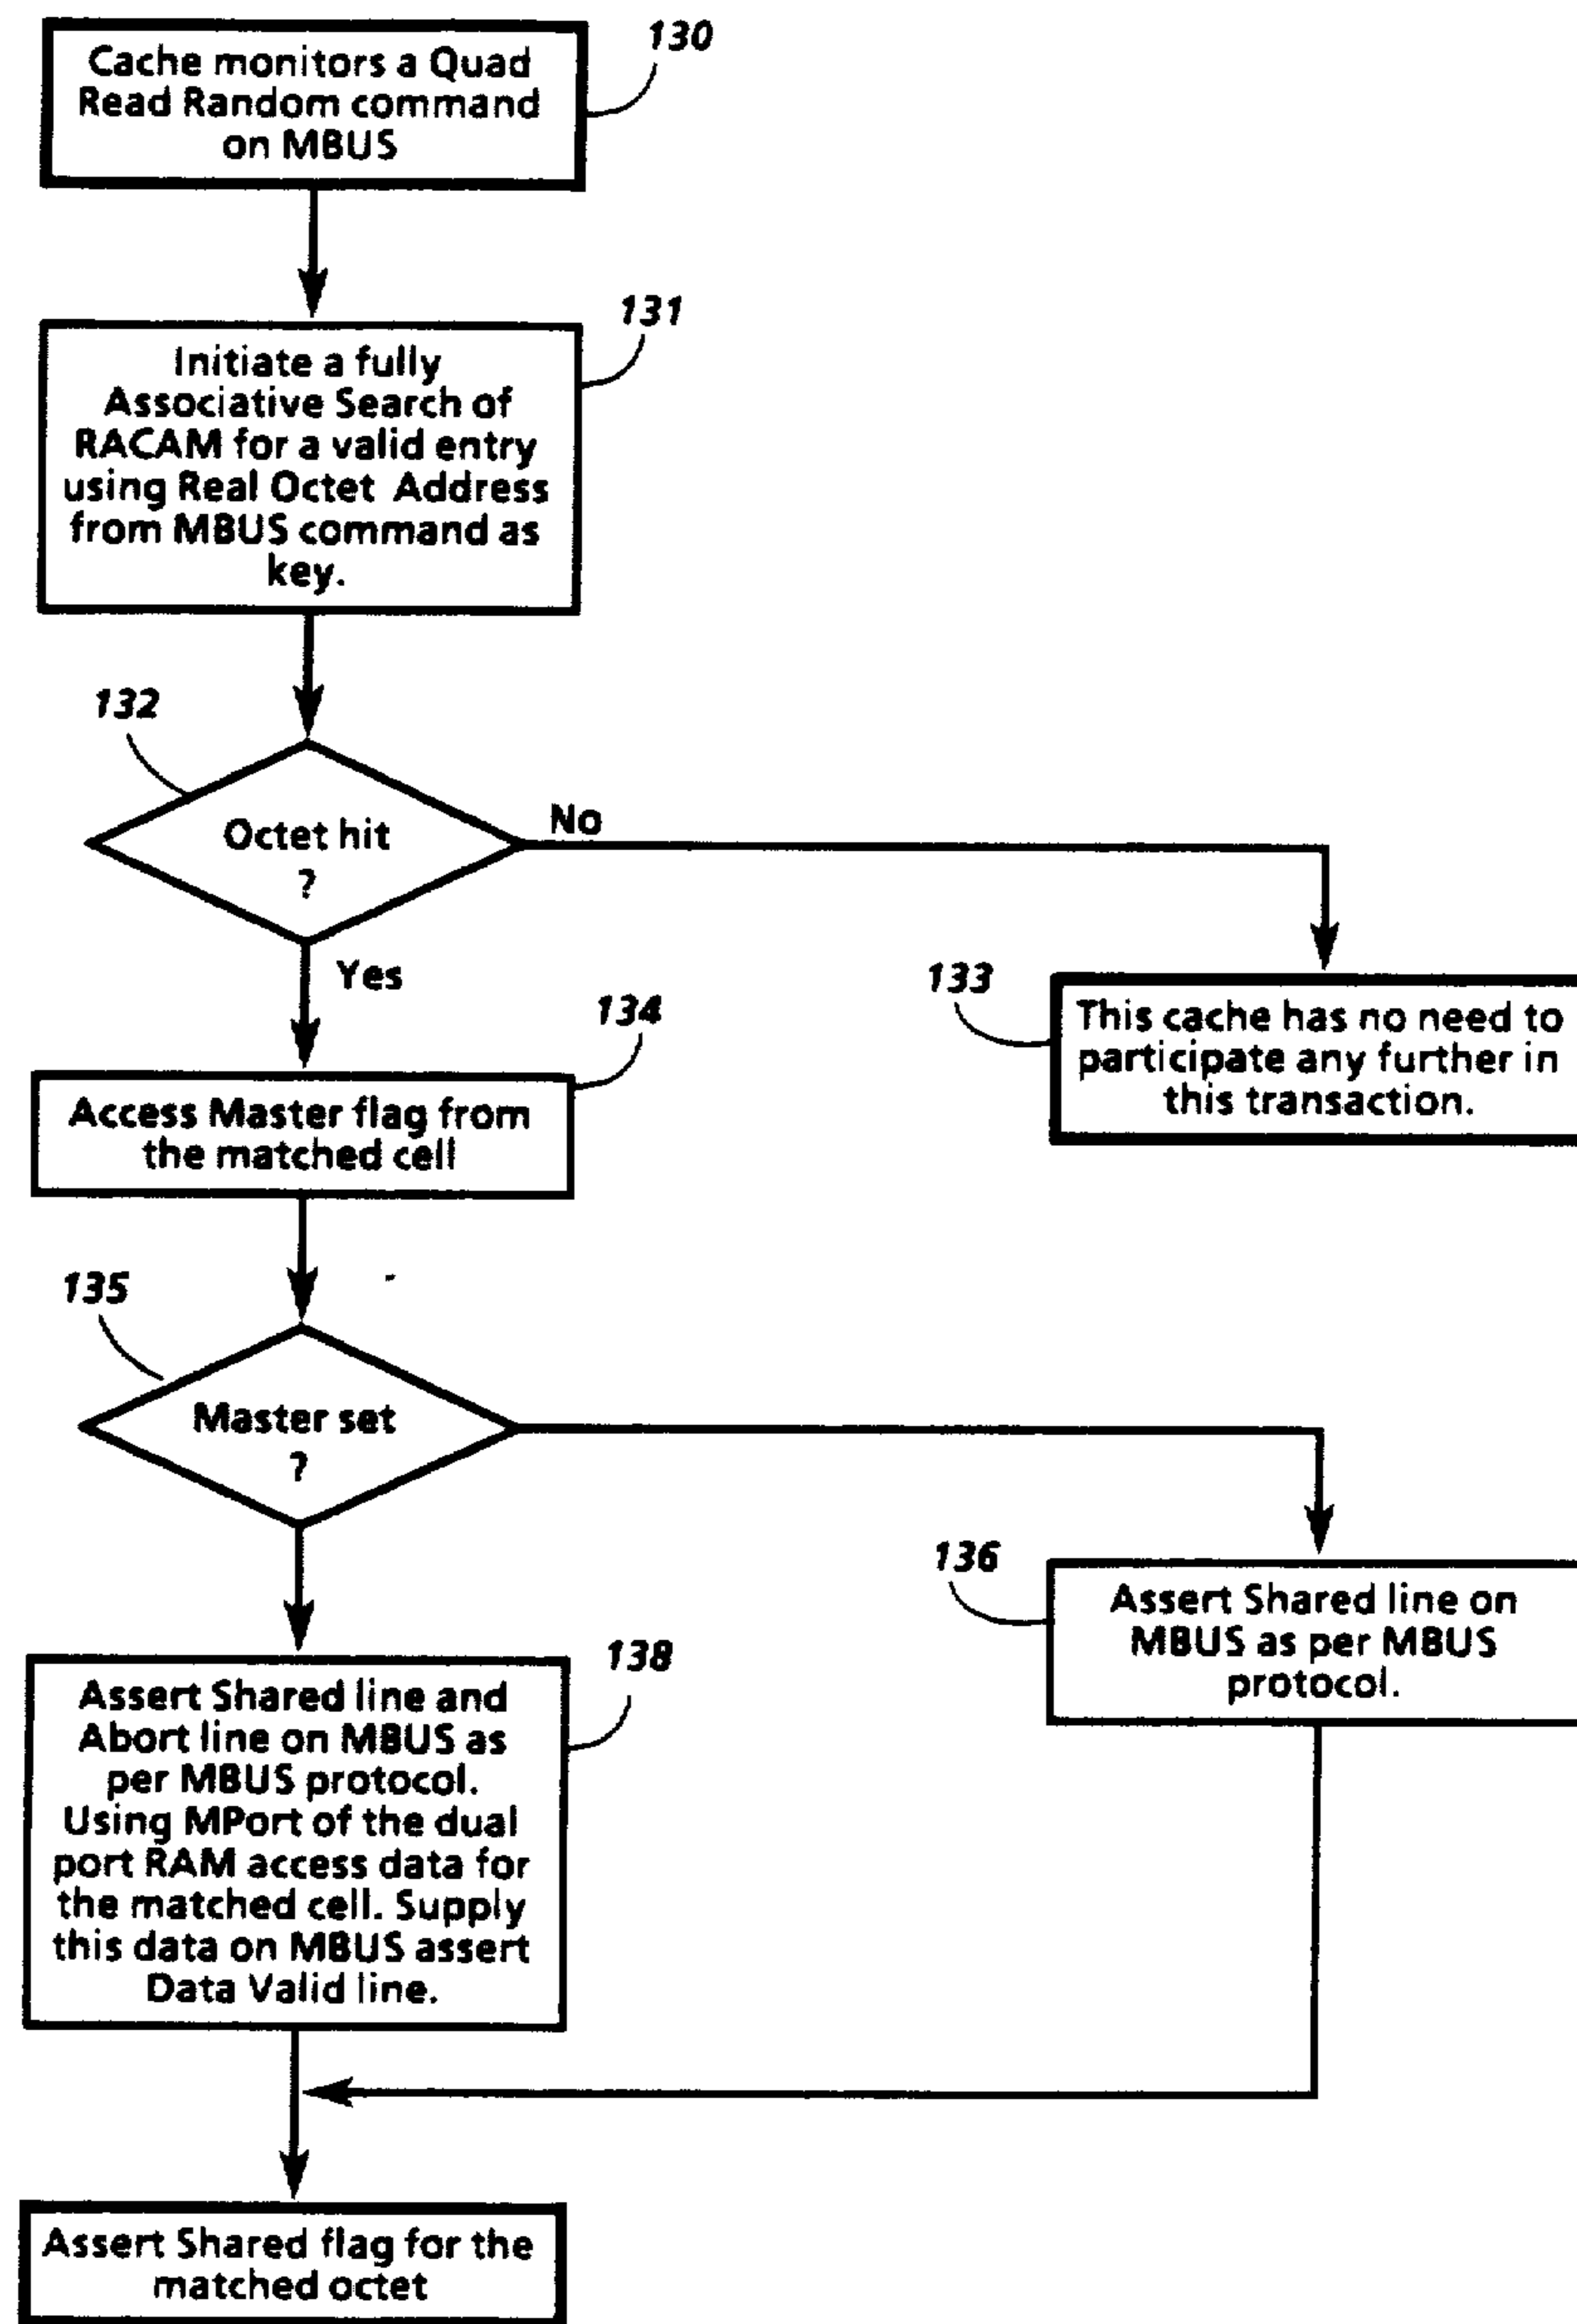 130
Cache monitors a Quad
Read Random command
on MBUS
131
Initiate a fully
Associative Search of
RACAM for a valid entry
using Real Octet Address
from MBUS command as
key.
132
Octet hit
?
No
Yes
133
This cache has no need to
participate any further in
this transaction.
134
Access Master flag from
the matched cell
135
Master set
?
136
Assert Shared line on
MBUS as per MBUS
protocol.
138
Assert Shared line and
Abort line on MBUS as
per MBUS protocol.
Using MPort of the dual
port RAM access data for
the matched cell. Supply
this data on MBUS assert
Data Valid line.
Assert Shared flag for the
matched octet